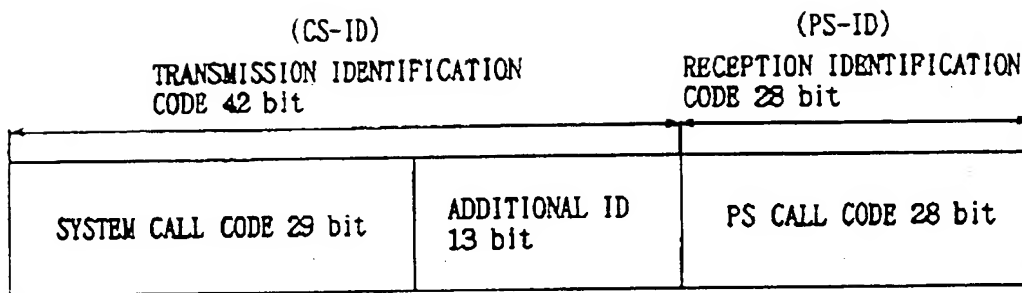 (CS-ID)
TRANSMISSION IDENTIFICATION
CODE 42 bit
(PS-ID)
RECEPTION IDENTIFICATION
CODE 28 bit
SYSTEM CALL CODE 29 bit
ADDITIONAL ID
13 bit
PS CALL CODE 28 bit